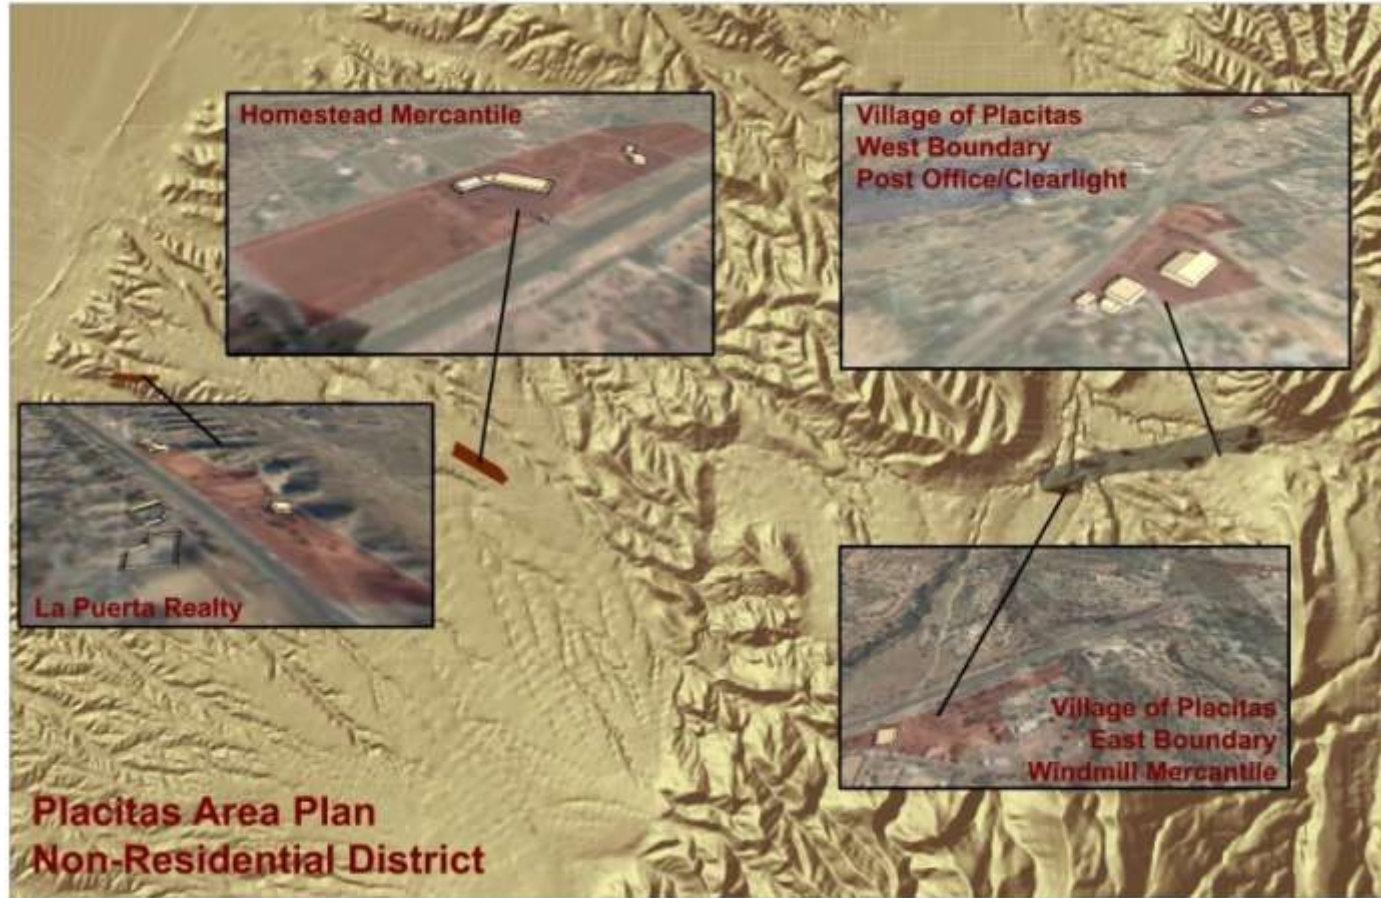 Homestead Mercantile
Village of Placitas
West Boundary
Post Office/Clearlight
La Puerta Realty
Village of Placitas
East Boundary
Windmill Mercantile
Placitas Area Plan
Non-Residential District